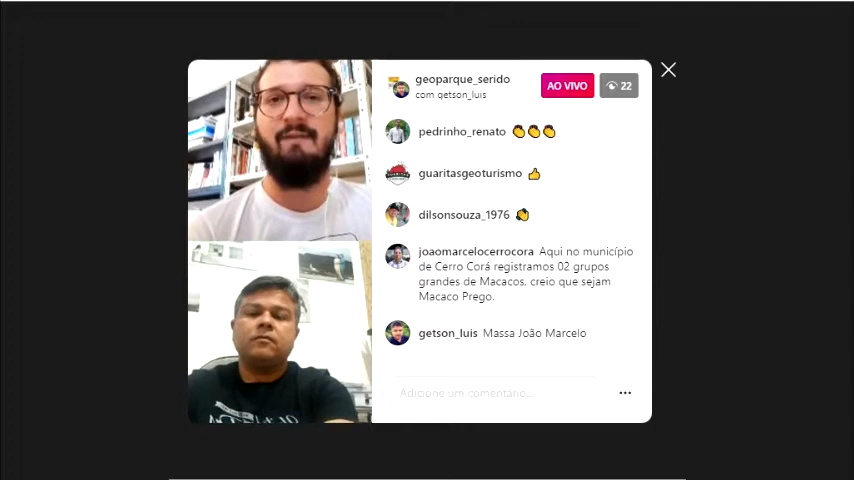 geoparque_serido
com getson_luis
AO VIVO
22
pedrinho_renato
guaritasgeoturismo
dilsonsouza_1976
joaomarcelocerrocora Aqui no município
de Cerro Corá registramos 02 grupos
grandes de Macacos. creio que sejam
Macaco Prego.
getson_luis Massa João Marcelo
Adicione um comentario...